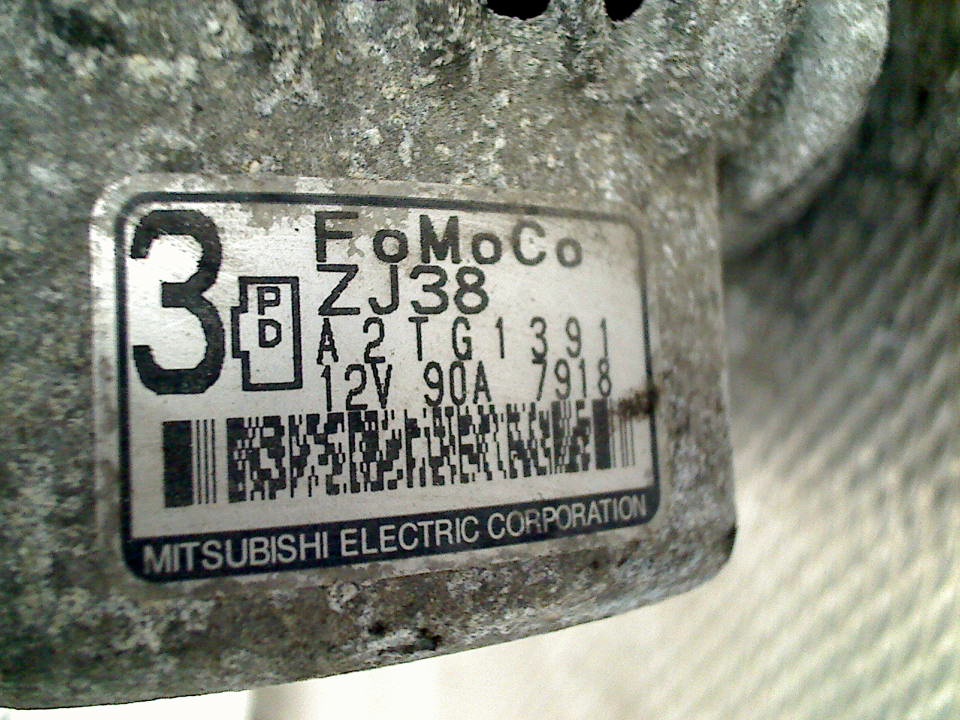 3
PD
FoMoCo
ZJ38
A2TG1391
12V 90A 7918
MITSUBISHI ELECTRIC CORPORATION